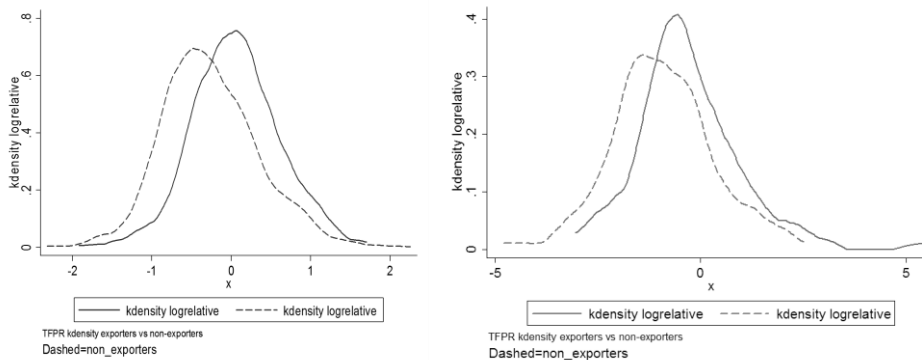 .8
.6
.4
.2
0
kdensity logrelative
-2 -1 0 1 2
x
kdensity logrelative kdensity logrelative
TFPR kdensity exporters vs non-exporters
Dashed=non_exporters
.4
.3
.2
.1
0
kdensity logrelative
-5 0 5
x
kdensity logrelative kdensity logrelative
TFPR kdensity exporters vs non-exporters
Dashed=non_exporters